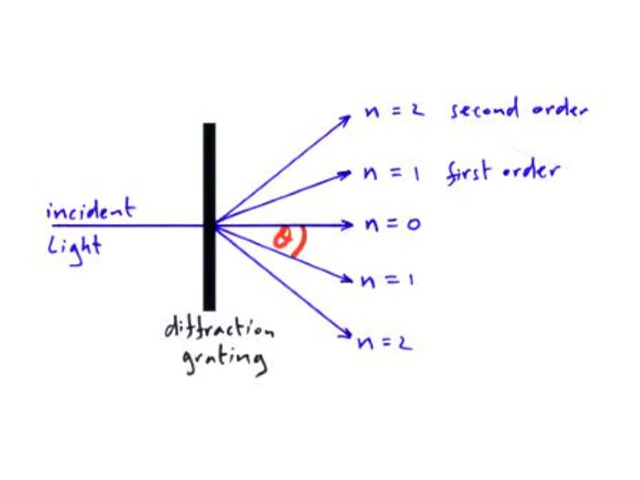 n = 2 second order
n = 1 first order
incident
Light
n = 0
θ
n = 1
diffraction
grating
n = 2